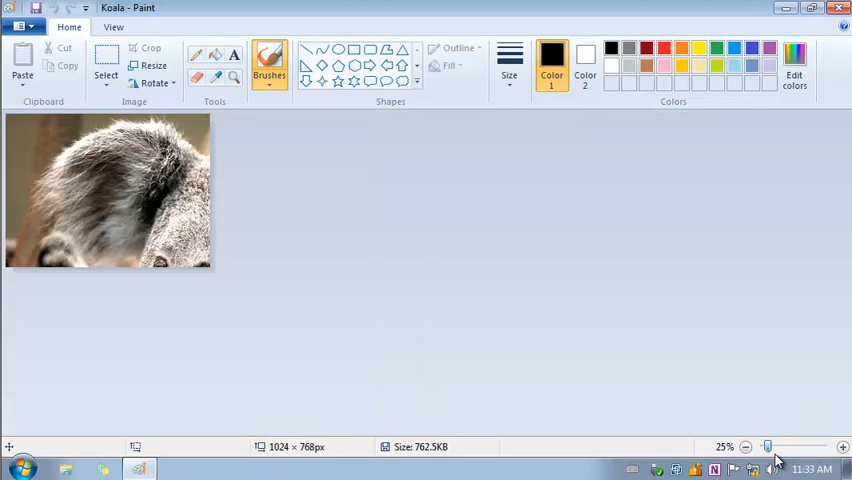 Koala - Paint
Home View
Paste
Cut
Copy
Clipboard
Select
Crop
Resize
Rotate
Image
A
Tools
Brushes
Outline
Fill
Shapes
Size
Color 1
Color 2
Edit colors
Colors
1024 × 768px
Size: 762.5KB
25%
11:33 AM